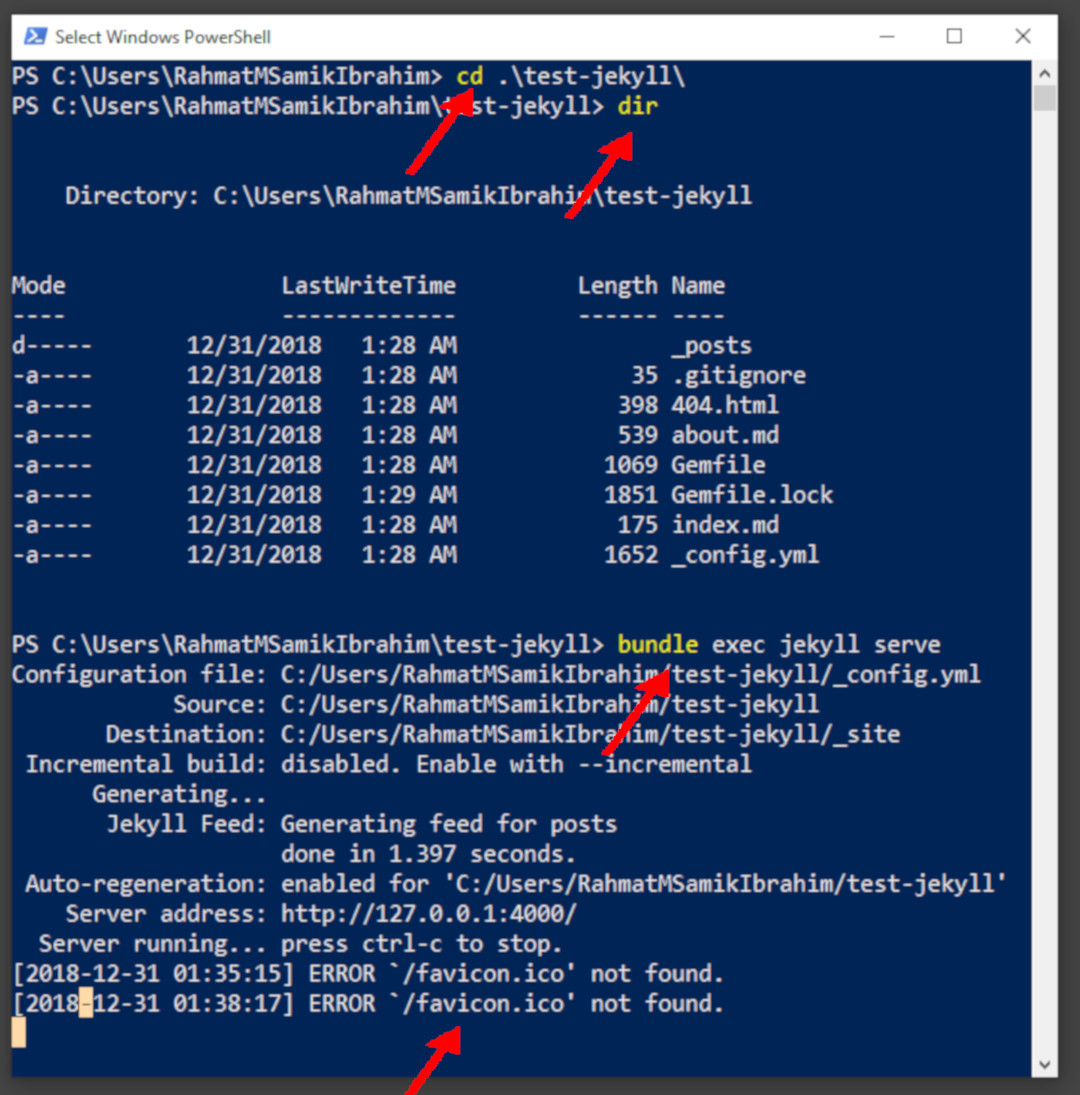 Select Windows PowerShell
PS C:\Users\RahmatMSamikIbrahim> cd .\test-jekyll\
PS C:\Users\RahmatMSamikIbrahim\test-jekyll> dir
Directory: C:\Users\RahmatMSamikIbrahim\test-jekyll
Mode LastWriteTime Length Name
---- ------------- ------ ----
d----- 12/31/2018 1:28 AM _posts
-a---- 12/31/2018 1:28 AM 35 .gitignore
-a---- 12/31/2018 1:28 AM 398 404.html
-a---- 12/31/2018 1:28 AM 539 about.md
-a---- 12/31/2018 1:28 AM 1069 Gemfile
-a---- 12/31/2018 1:29 AM 1851 Gemfile.lock
-a---- 12/31/2018 1:28 AM 175 index.md
-a---- 12/31/2018 1:28 AM 1652 _config.yml
PS C:\Users\RahmatMSamikIbrahim\test-jekyll> bundle exec jekyll serve
Configuration file: C:/Users/RahmatMSamikIbrahim/test-jekyll/_config.yml
Source: C:/Users/RahmatMSamikIbrahim/test-jekyll
Destination: C:/Users/RahmatMSamikIbrahim/test-jekyll/_site
Incremental build: disabled. Enable with --incremental
Generating...
Jekyll Feed: Generating feed for posts
done in 1.397 seconds.
Auto-regeneration: enabled for 'C:/Users/RahmatMSamikIbrahim/test-jekyll'
Server address: http://127.0.0.1:4000/
Server running... press ctrl-c to stop.
[2018-12-31 01:35:15] ERROR `/favicon.ico' not found.
[2018-12-31 01:38:17] ERROR `/favicon.ico' not found.